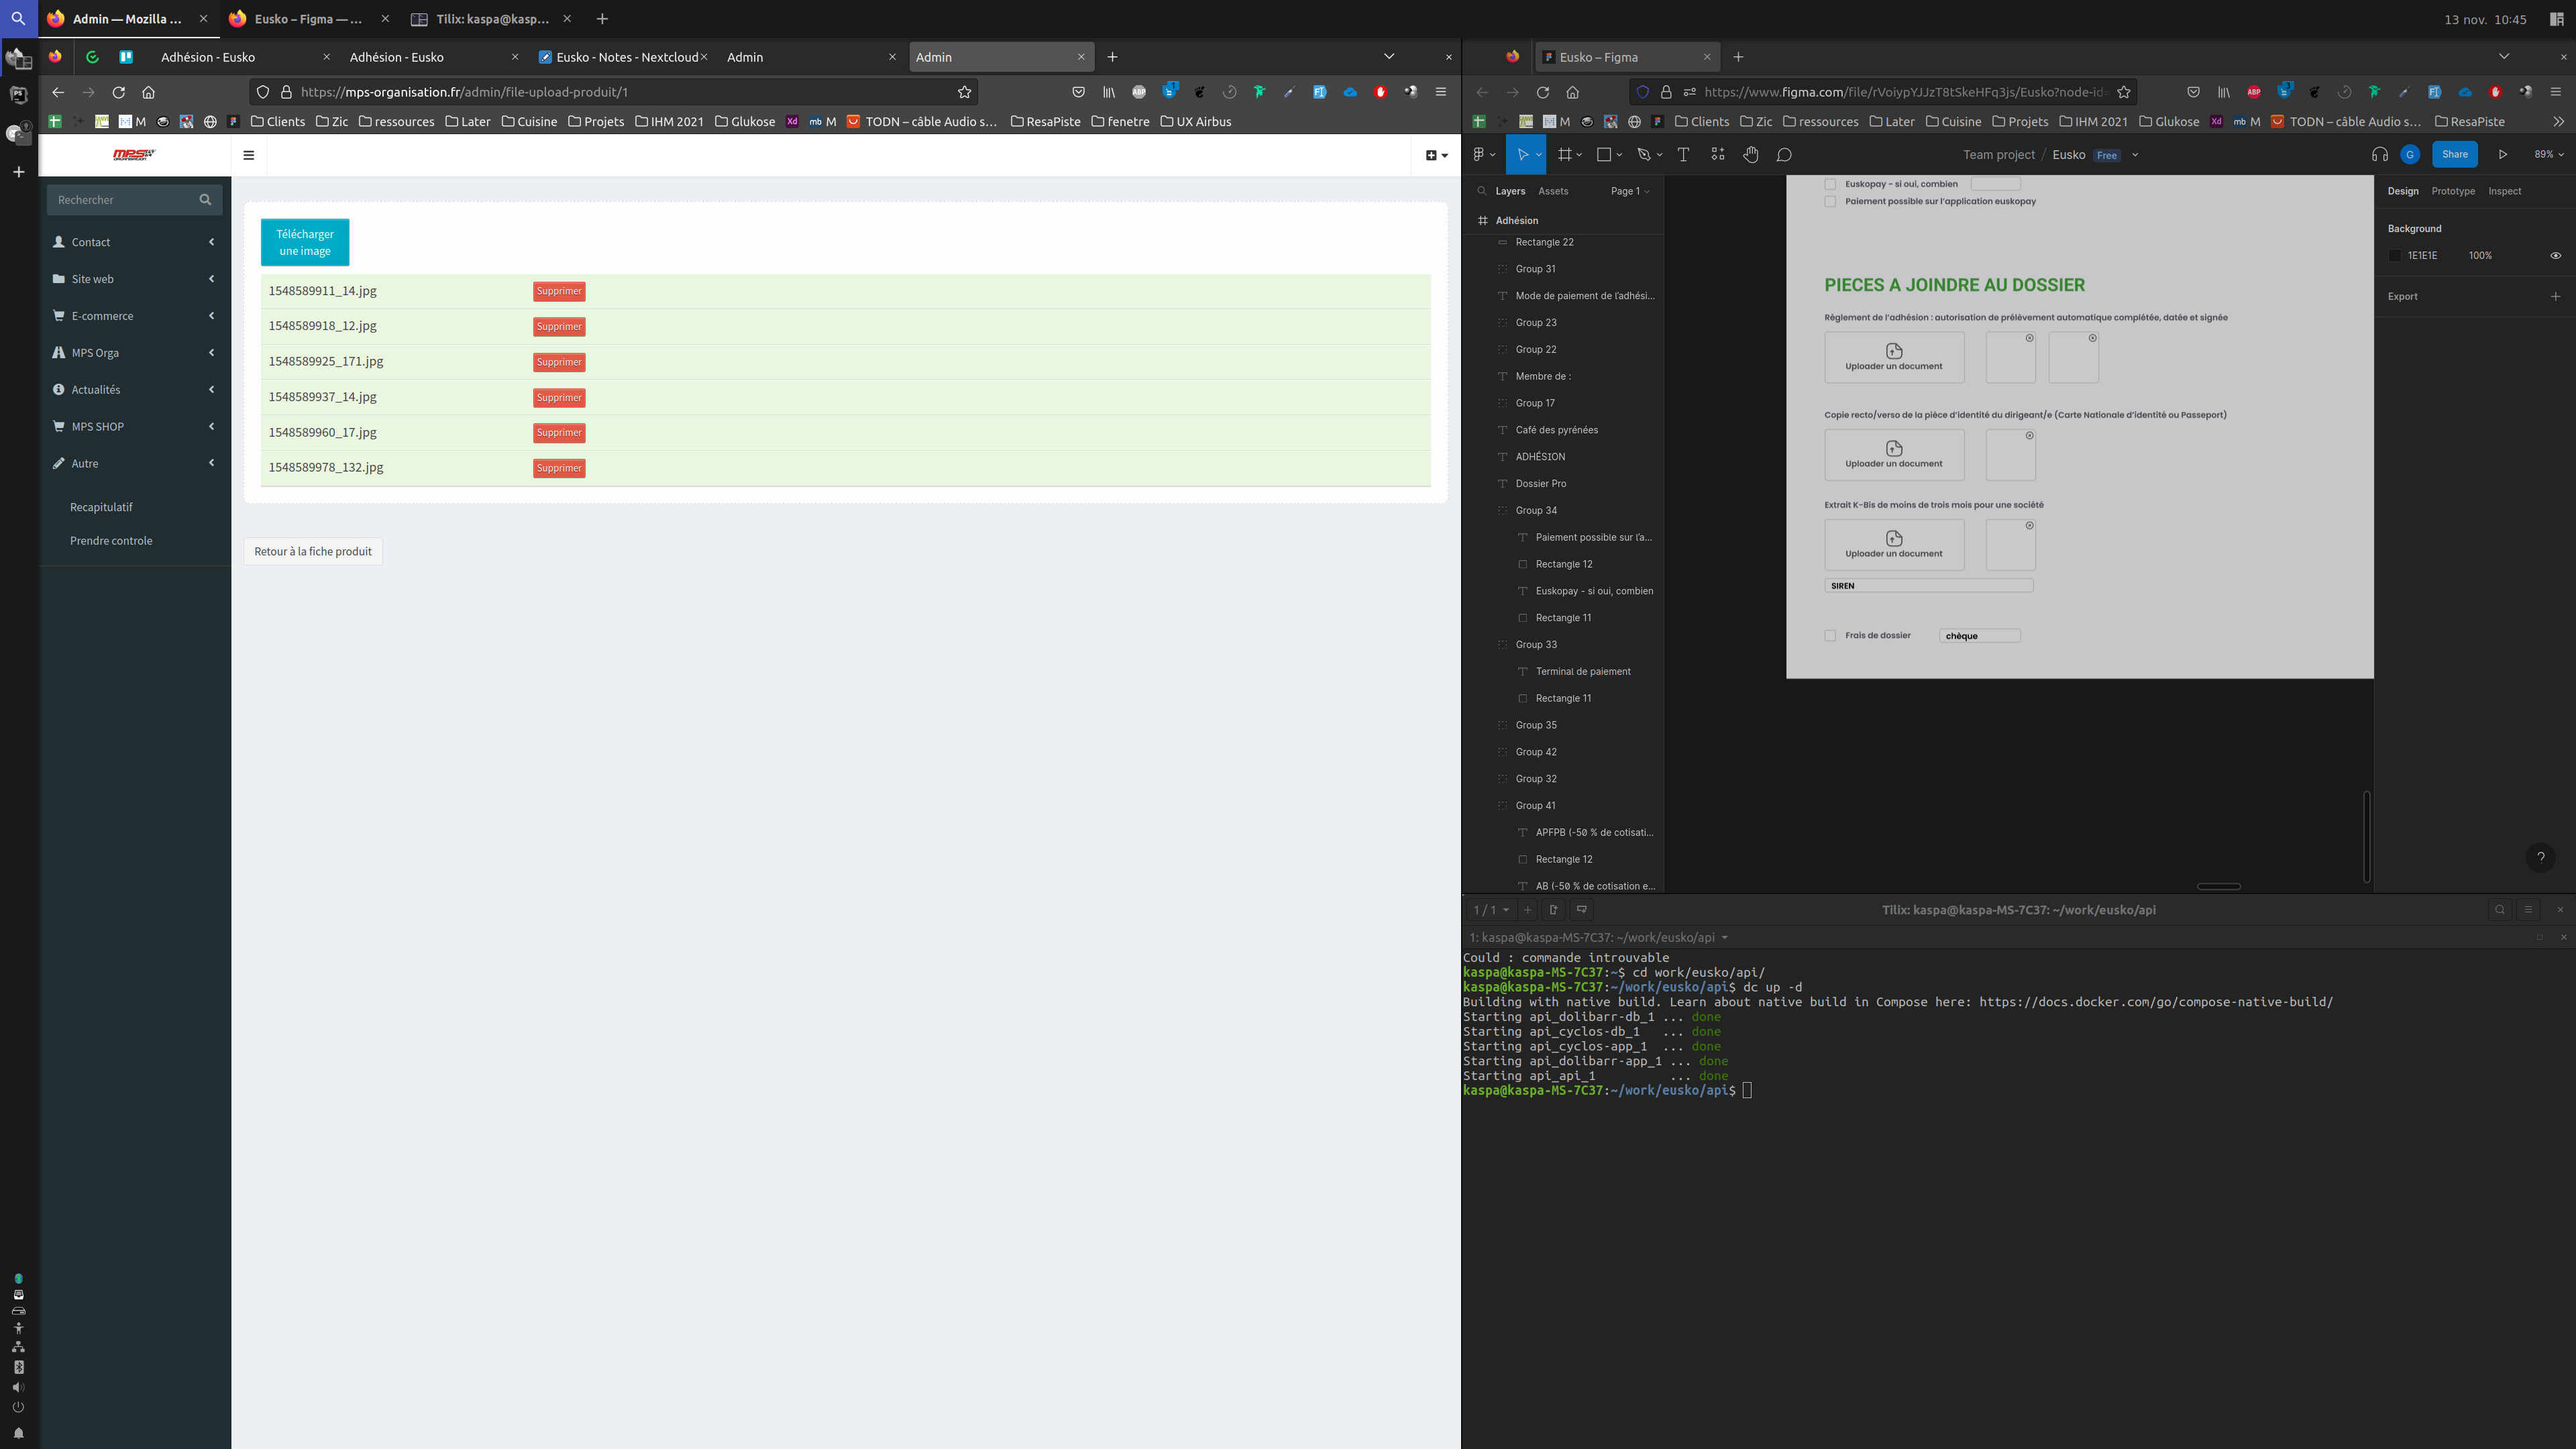 Admin — Mozilla ...
Eusko – Figma — ...
Tilix: kaspa@kasp...
13 nov. 10:45
Adhésion - Eusko
Adhésion - Eusko
Eusko - Notes - Nextcloud
Admin
Admin
https://mps-organisation.fr/admin/file-upload-produit/1
M
Clients
Zic
ressources
Later
Cuisine
Projets
IHM 2021
Glukose
M
TODN – câble Audio s...
ResaPiste
fenetre
UX Airbus
MPS
ORGANISATION
Rechercher
Contact
Site web
E-commerce
MPS Orga
Actualités
MPS SHOP
Autre
Recapitulatif
Prendre controle
Télécharger
une image
1548589911_14.jpg Supprimer
1548589918_12.jpg Supprimer
1548589925_171.jpg Supprimer
1548589937_14.jpg Supprimer
1548589960_17.jpg Supprimer
1548589978_132.jpg Supprimer
Retour à la fiche produit
Eusko – Figma
https://www.figma.com/file/rVoiypYJJzT8tSkeHFq3js/Eusko?node-id=
M
Clients
Zic
ressources
Later
Cuisine
Projets
IHM 2021
Glukose
M
TODN – câble Audio s...
ResaPiste
Team project / Eusko Free
G
Share
89%
Layers
Assets
Page 1
Adhésion
Rectangle 22
Group 31
Mode de paiement de l'adhési...
Group 23
Group 22
Membre de :
Group 17
Café des pyrénées
ADHÉSION
Dossier Pro
Group 34
Paiement possible sur l'a...
Rectangle 12
Euskopay - si oui, combien
Rectangle 11
Group 33
Terminal de paiement
Rectangle 11
Group 35
Group 42
Group 32
Group 41
APFPB (-50 % de cotisati...
Rectangle 12
AB (-50 % de cotisation e...
Euskopay - si oui, combien
Paiement possible sur l'application euskopay
PIECES A JOINDRE AU DOSSIER
Règlement de l'adhésion : autorisation de prélèvement automatique complétée, datée et signée
Uploader un document
Copie recto/verso de la pièce d'identité du dirigeant/e (Carte Nationale d'identité ou Passeport)
Uploader un document
Extrait K-Bis de moins de trois mois pour une société
Uploader un document
SIREN
Frais de dossier
chèque
Design
Prototype
Inspect
Background
1E1E1E 100%
Export
?
1 / 1
Tilix: kaspa@kaspa-MS-7C37: ~/work/eusko/api
1: kaspa@kaspa-MS-7C37: ~/work/eusko/api
Could : commande introuvable
kaspa@kaspa-MS-7C37:~$ cd work/eusko/api/
kaspa@kaspa-MS-7C37:~/work/eusko/api$ dc up -d
Building with native build. Learn about native build in Compose here: https://docs.docker.com/go/compose-native-build/
Starting api_dolibarr-db_1 ... done
Starting api_cyclos-db_1 ... done
Starting api_cyclos-app_1 ... done
Starting api_dolibarr-app_1 ... done
Starting api_api_1 ... done
kaspa@kaspa-MS-7C37:~/work/eusko/api$